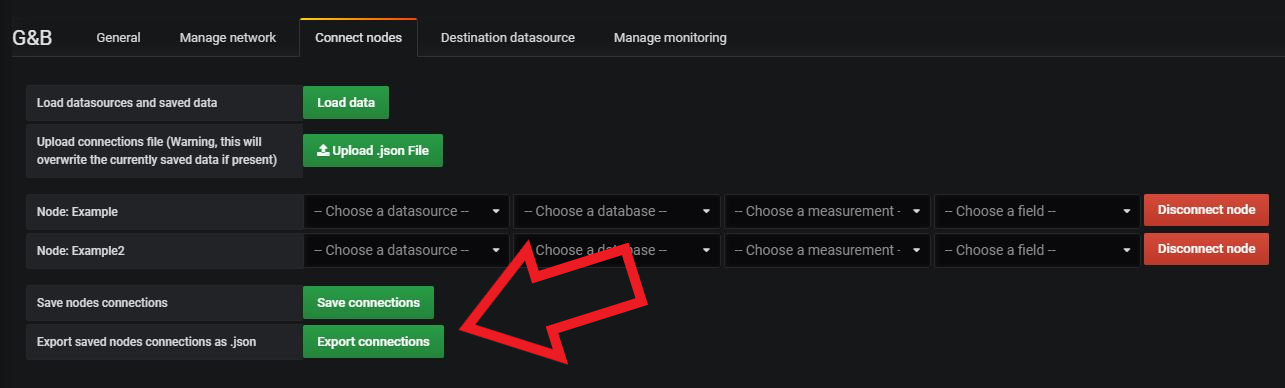 G&B General Manage network Connect nodes Destination datasource Manage monitoring
Load datasources and saved data Load data
Upload connections file (Warning, this will
overwrite the currently saved data if present) Upload .json File
Node: Example -- Choose a datasource -- -- Choose a database -- -- Choose a measurement - -- Choose a field -- Disconnect node
Node: Example2 -- Choose a datasource -- -- Choose a database -- -- Choose a measurement - -- Choose a field -- Disconnect node
Save nodes connections Save connections
Export saved nodes connections as .json Export connections